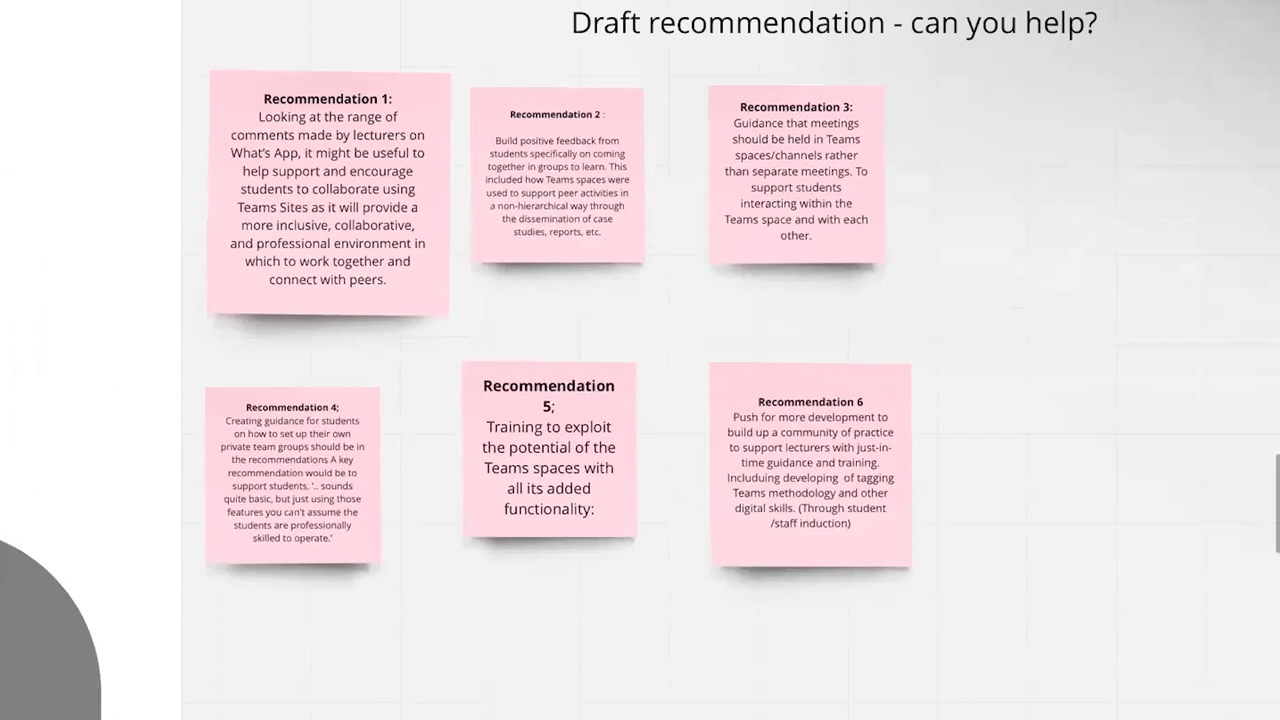 Draft recommendation - can you help?
Recommendation 1:
Looking at the range of
comments made by lecturers on
What's App, it might be useful to
help support and encourage
students to collaborate using
Teams Sites as it will provide a
more inclusive, collaborative,
and professional environment in
which to work together and
connect with peers.
Recommendation 2 :
Build positive feedback from
students specifically on coming
together in groups to learn. This
included how Teams spaces were
used to support peer activities in
a non-hierarchical way through
the dissemination of case
studies, reports, etc.
Recommendation 3:
Guidance that meetings
should be held in Teams
spaces/channels rather
than separate meetings. To
support students
interacting within the
Teams space and with each
other.
Recommendation 4;
Creating guidance for students
on how to set up their own
private team groups should be in
the recommendations A key
recommendation would be to
support students. '.. sounds
quite basic, but just using those
features you can't assume the
students are professionally
skilled to operate.'
Recommendation
5;
Training to exploit
the potential of the
Teams spaces with
all its added
functionality:
Recommendation 6
Push for more development to
build up a community of practice
to support lecturers with just-in-
time guidance and training.
Incluiduing developing of tagging
Teams methodology and other
digital skills. (Through student
/staff induction)